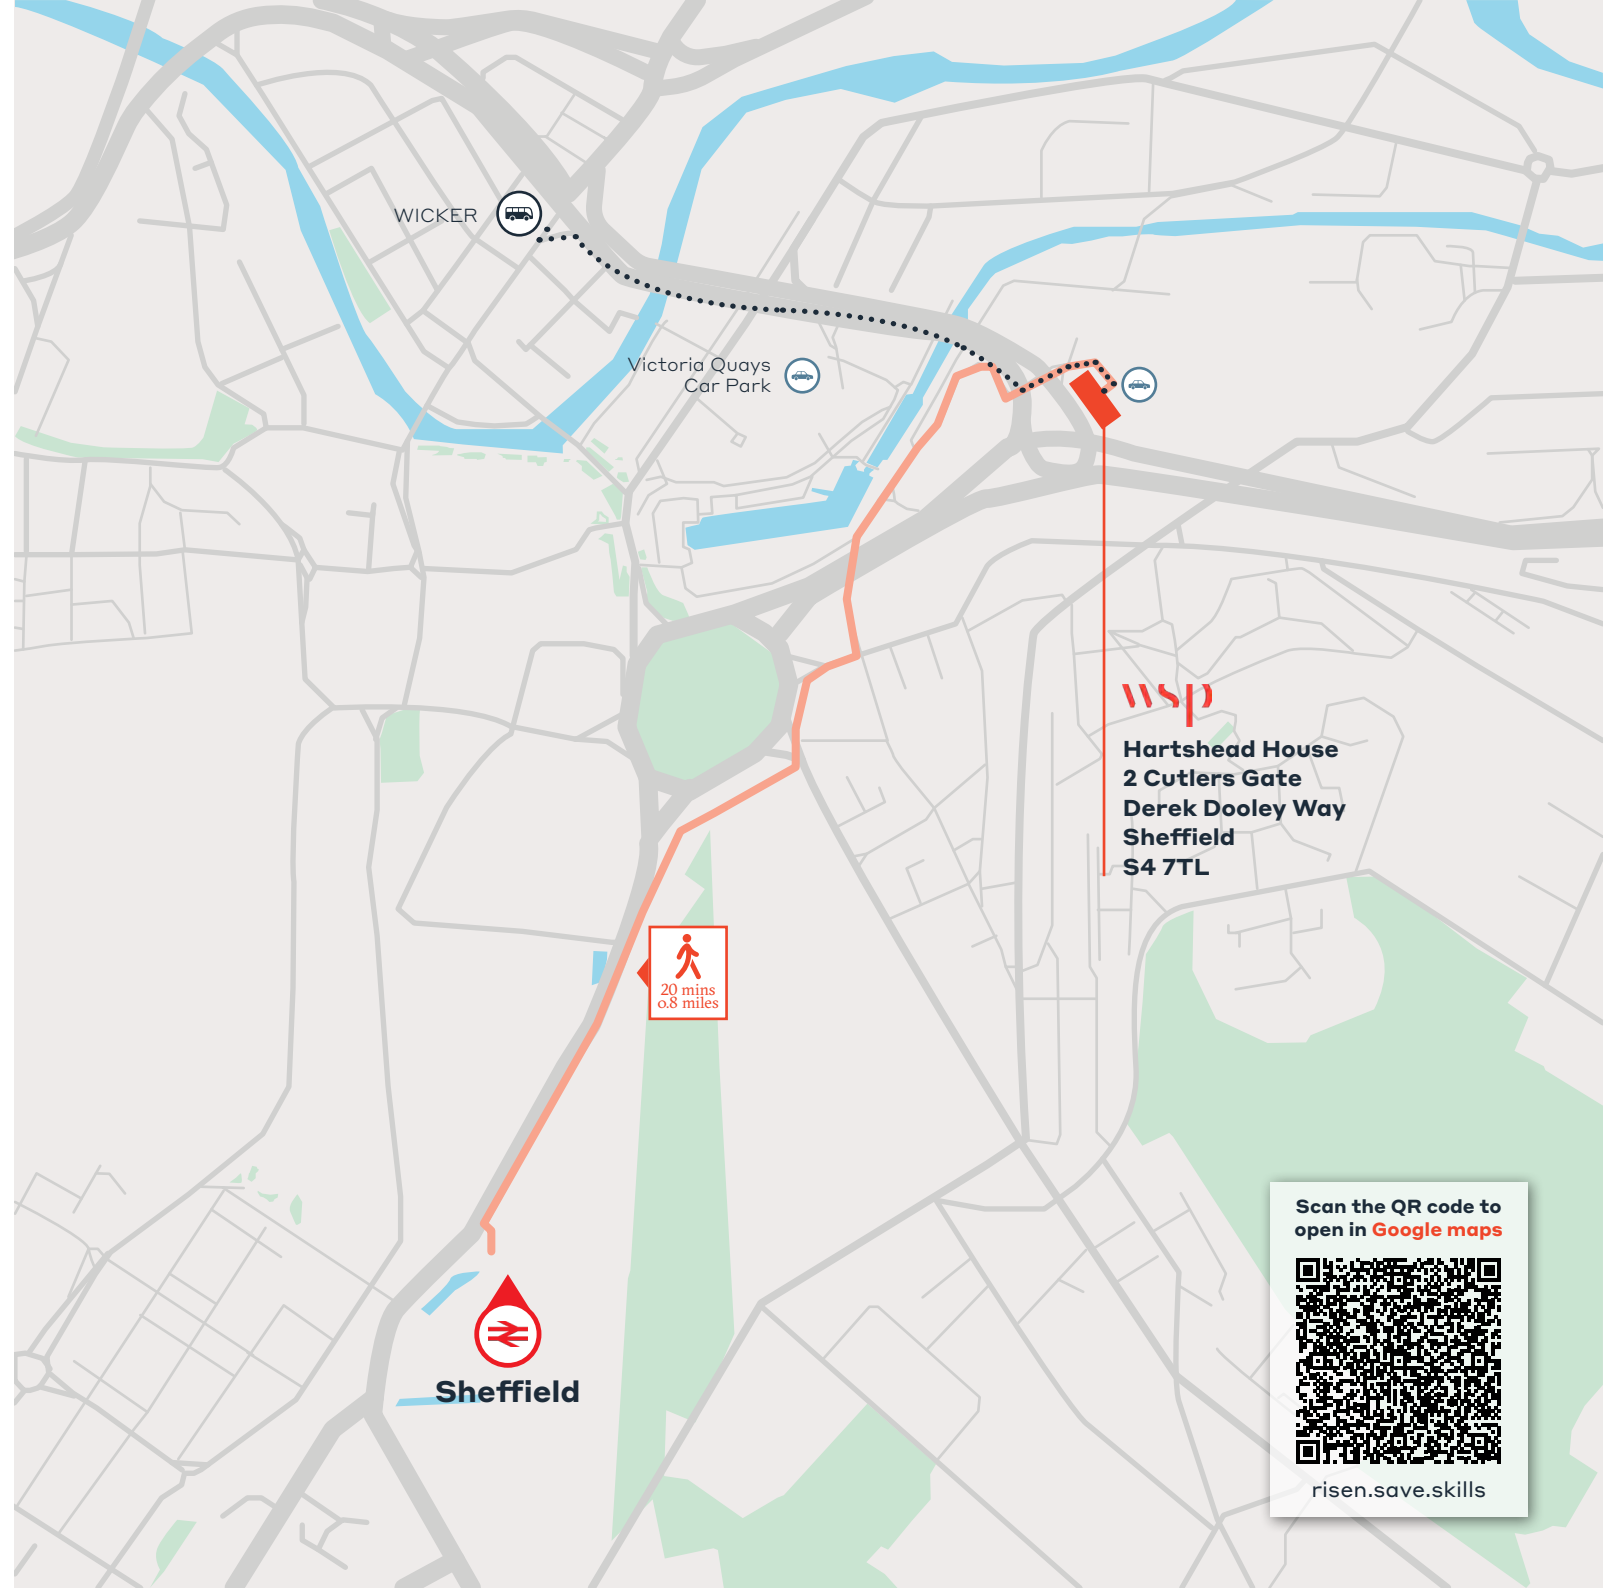 WICKER
Victoria Quays
Car Park
wsp
Hartshead House
2 Cutlers Gate
Derek Dooley Way
Sheffield
S4 7TL
20 mins
0.8 miles
Sheffield
Scan the QR code to
open in Google maps
risen.save.skills